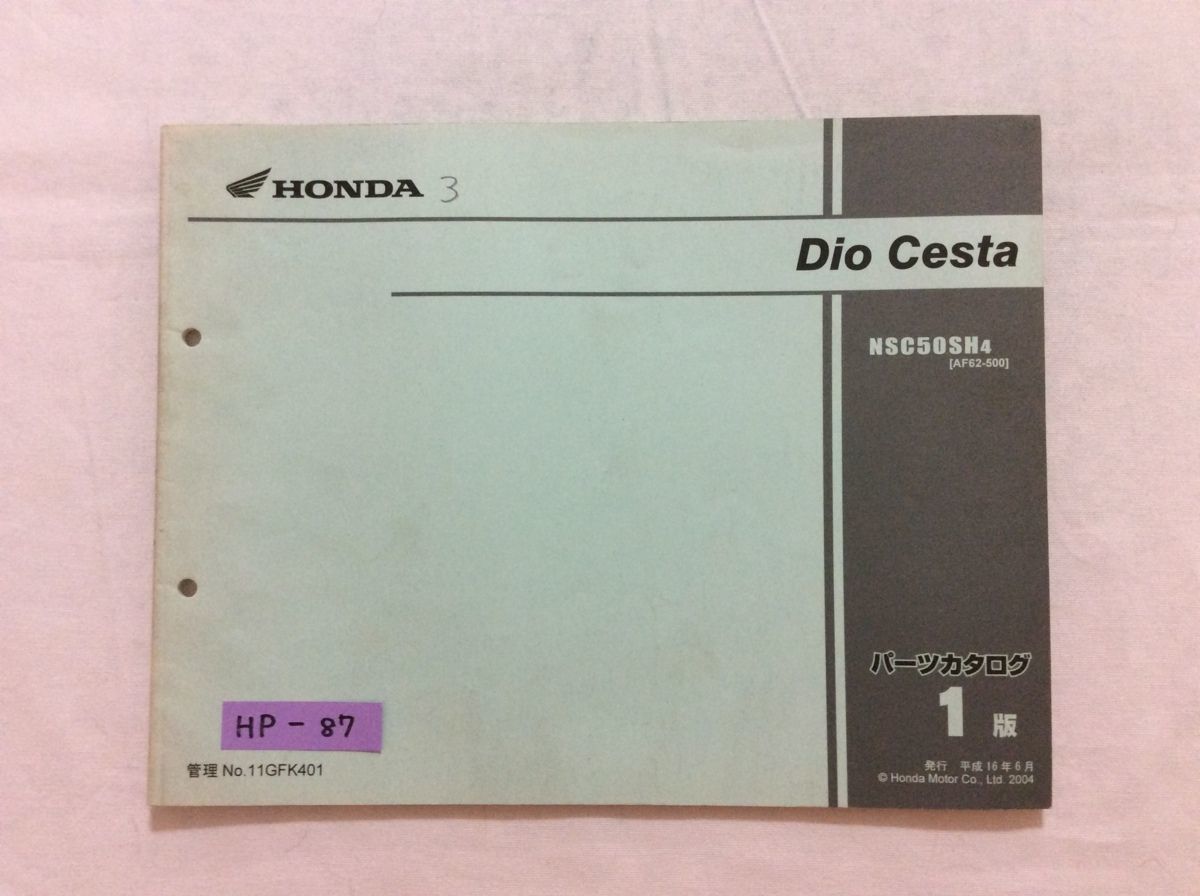 HONDA 3
Dio Cesta
NSC50SH4
[AF62-500]
パーツカタログ
1版
HP-87
管理 No.11GFK401
発行 平成16年6月
© Honda Motor Co., Ltd. 2004